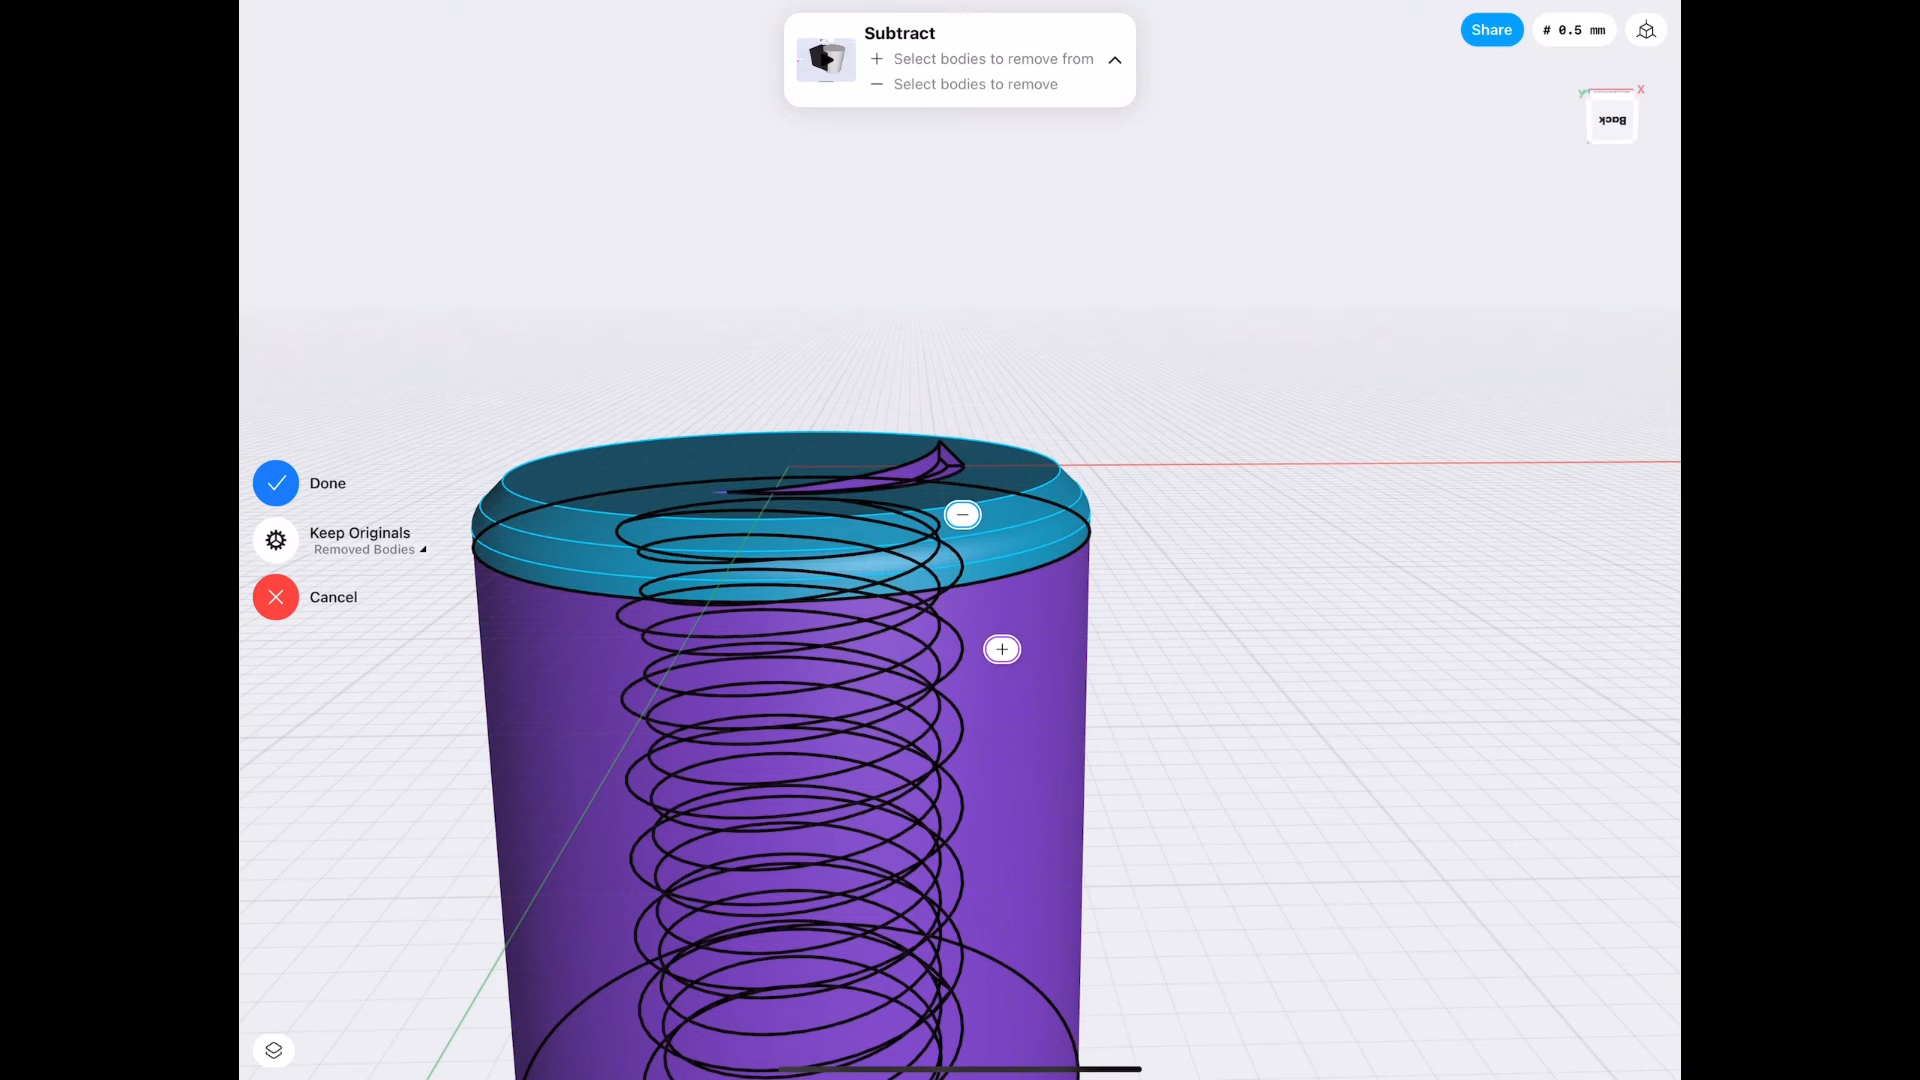 Subtract
+ Select bodies to remove from
− Select bodies to remove
Share
# 0.5 mm
Y
X
Back
Done
Keep Originals
Removed Bodies
Cancel